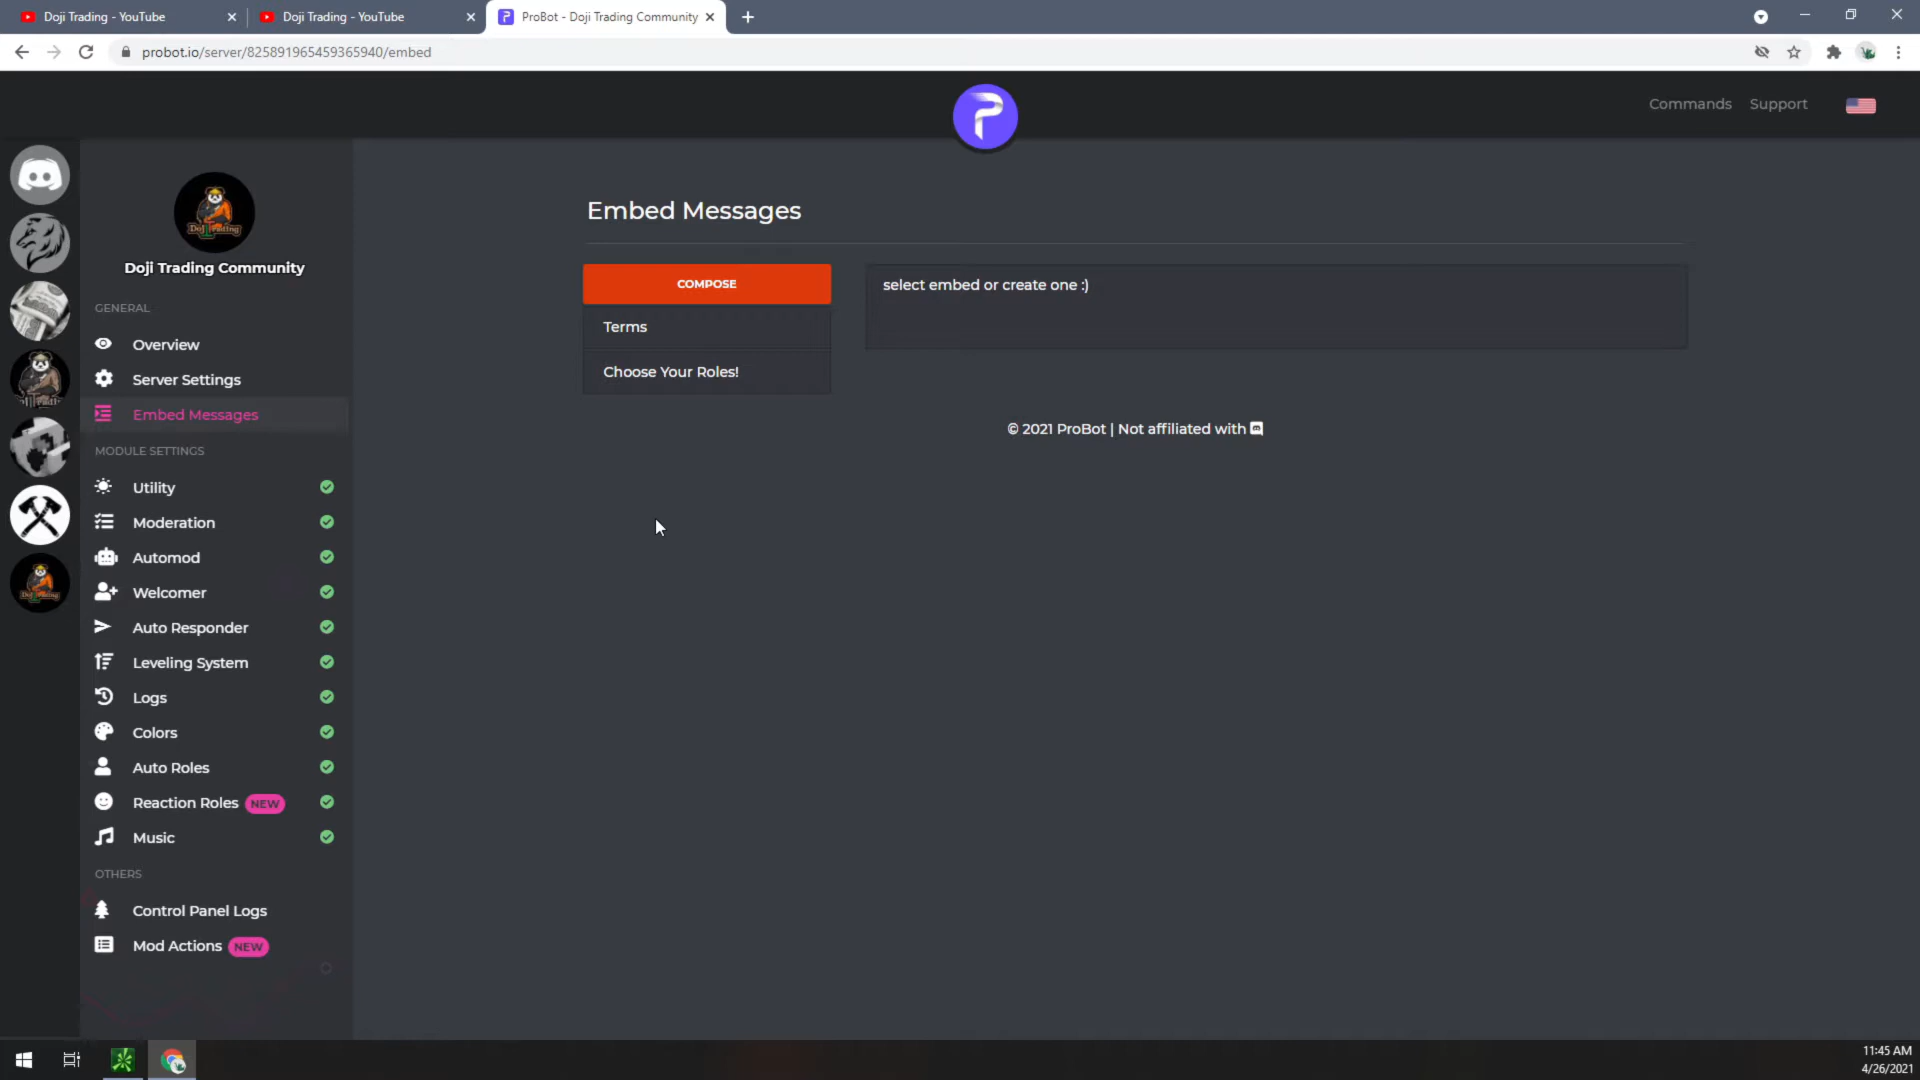 Doji Trading - YouTube
Doji Trading - YouTube
ProBot - Doji Trading Community
probot.io/server/825891965459365940/embed
Commands
Support
Doji Trading Community
GENERAL
Overview
Server Settings
Embed Messages
MODULE SETTINGS
Utility
Moderation
Automod
Welcomer
Auto Responder
Leveling System
Logs
Colors
Auto Roles
Reaction Roles NEW
Music
OTHERS
Control Panel Logs
Mod Actions NEW
Embed Messages
COMPOSE
Terms
Choose Your Roles!
select embed or create one :)
© 2021 ProBot | Not affiliated with
11:45 AM
4/26/2021